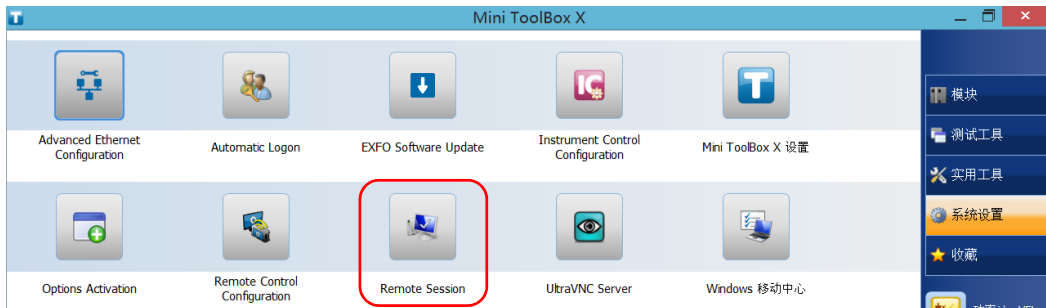 Mini ToolBox X
Advanced Ethernet
Configuration
Automatic Logon
EXFO Software Update
Instrument Control
Configuration
Mini ToolBox X 设置
Options Activation
Remote Control
Configuration
Remote Session
UltraVNC Server
Windows 移动中心
模块
测试工具
实用工具
系统设置
收藏